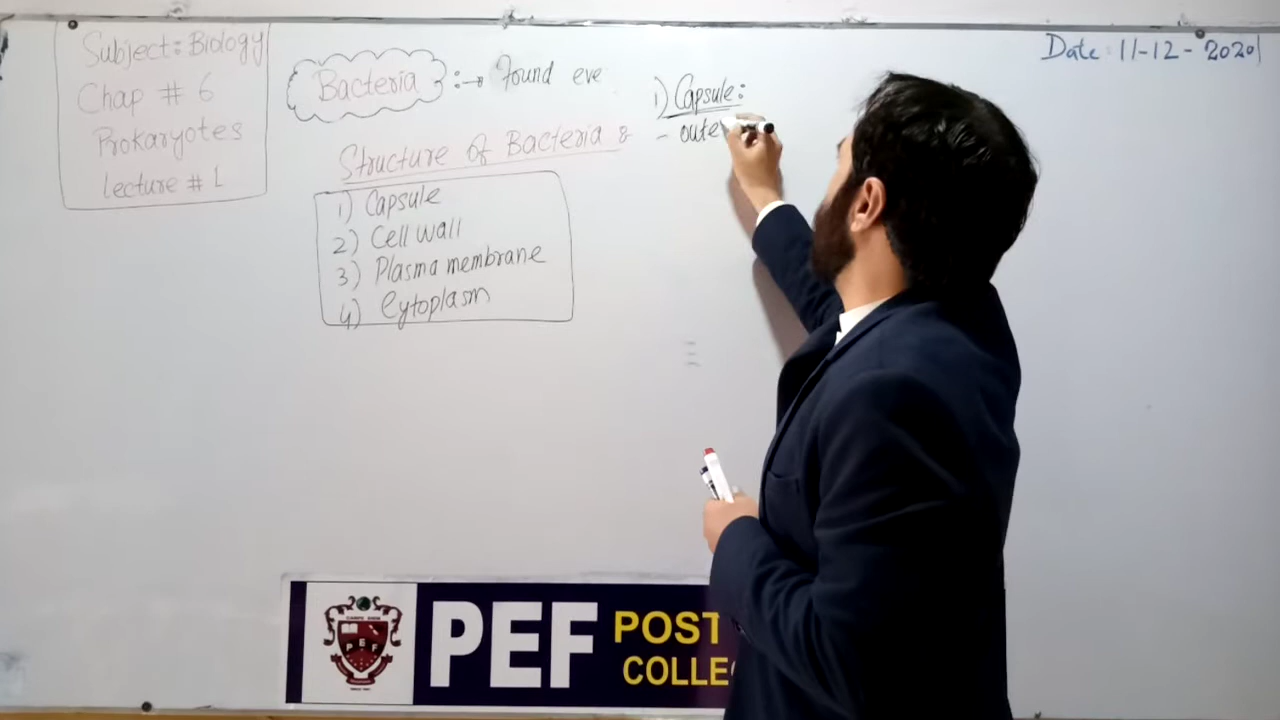 Subject: Biology
Chap # 6
Prokaryotes
Lecture # 1
Bacteria :→ Found eve
Structure of Bacteria :
1) Capsule
2) Cell wall
3) Plasma membrane
4) Cytoplasm
1) Capsule:
- oute
Date: 11-12-2020
PEF
PEF
POST
COLLE